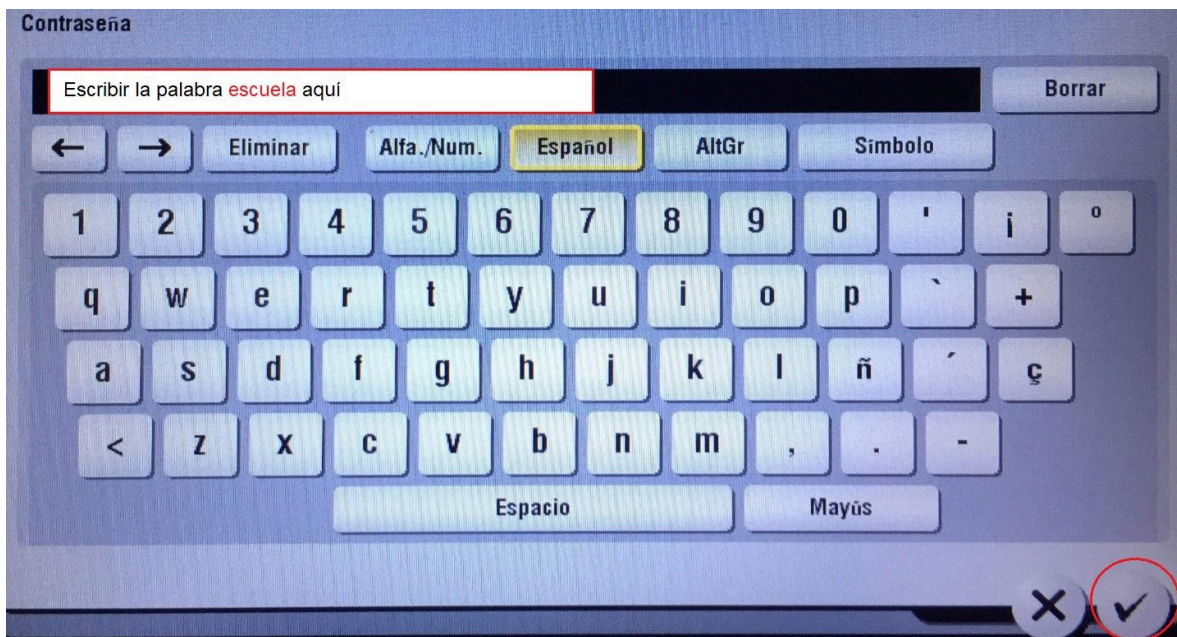 Contraseña
Escribir la palabra escuela aquí
Borrar
← → Eliminar Alfa./Num. Español AltGr Símbolo
1 2 3 4 5 6 7 8 9 0 ' ¡ º
q w e r t y u i o p ` +
a s d f g h j k l ñ ´ ç
< z x c v b n m , . -
Espacio Mayús